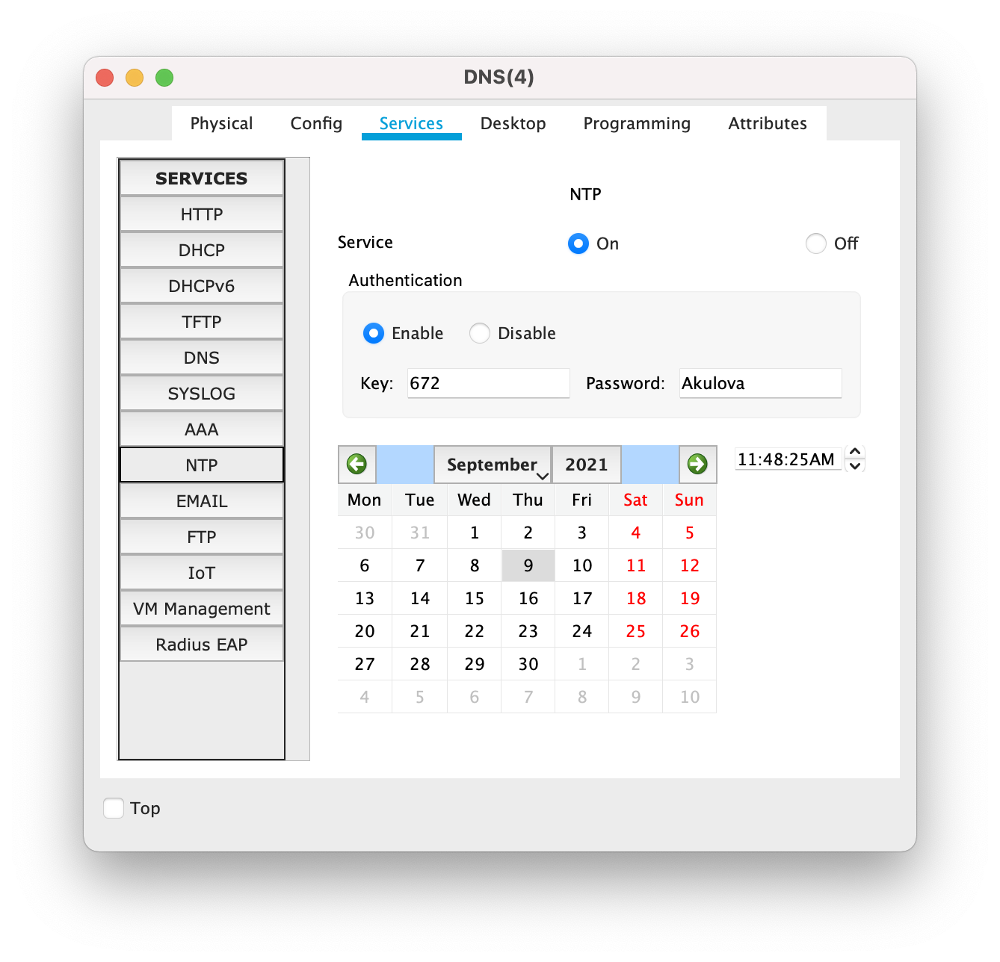 DNS(4)
Physical Config Services Desktop Programming Attributes
SERVICES
HTTP
DHCP
DHCPv6
TFTP
DNS
SYSLOG
AAA
NTP
EMAIL
FTP
IoT
VM Management
Radius EAP
NTP
Service On Off
Authentication
Enable Disable
Key: 672 Password: Akulova
September 2021
11:48:25AM
Mon Tue Wed Thu Fri Sat Sun
30 31 1 2 3 4 5
6 7 8 9 10 11 12
13 14 15 16 17 18 19
20 21 22 23 24 25 26
27 28 29 30 1 2 3
4 5 6 7 8 9 10
Top